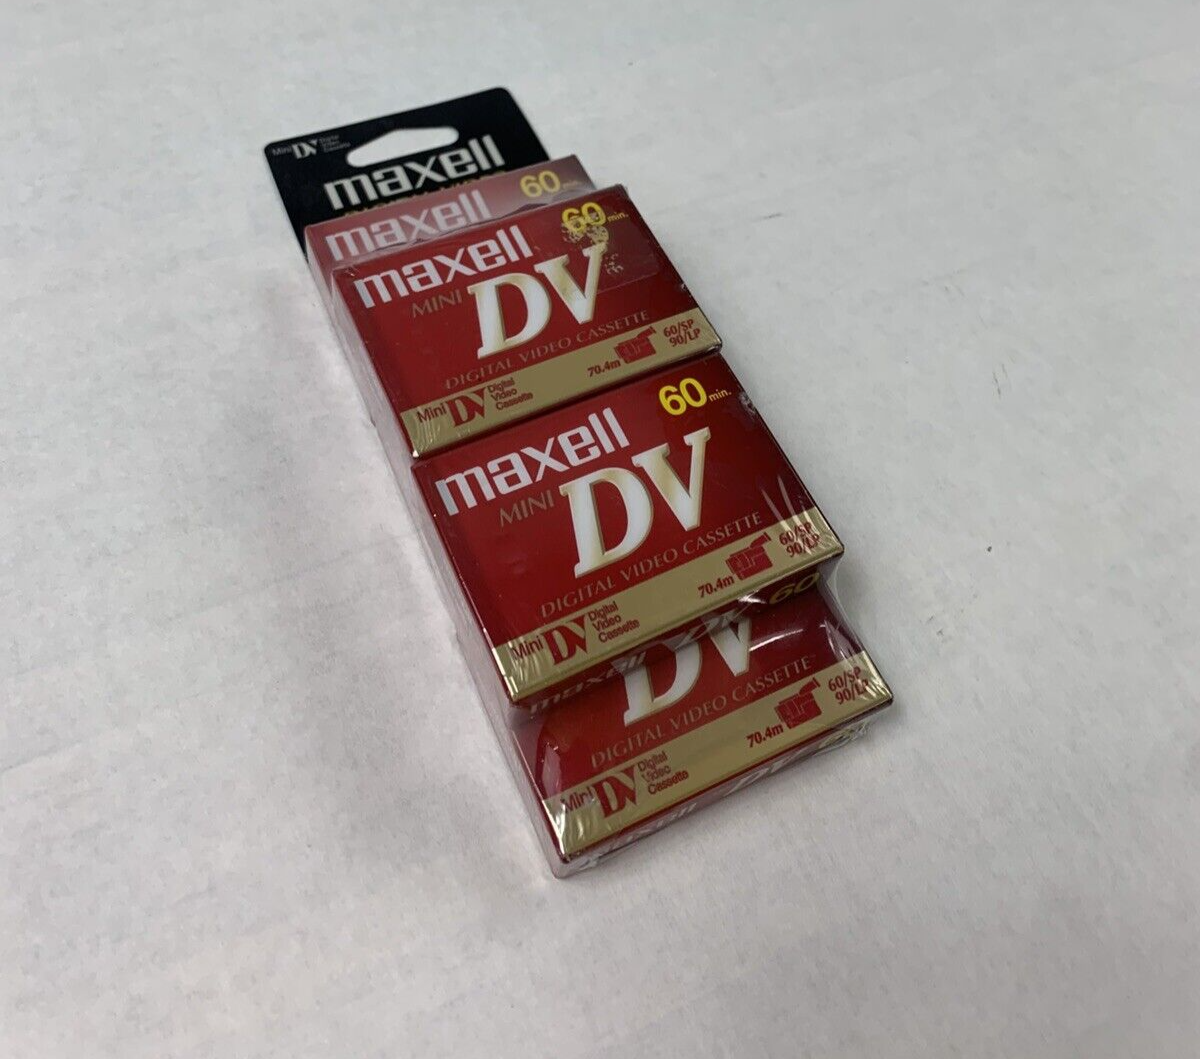 Mini DV Digital Video Cassette
maxell
60 min.
maxell
60 min.
maxell
MINI DV
DIGITAL VIDEO CASSETTE
70.4m 60/SP 90/LP
Mini DV Digital Video Cassette
60 min.
maxell
MINI DV
DIGITAL VIDEO CASSETTE
70.4m 60/SP 90/LP
Mini DV Digital Video Cassette
60
maxell DV
DIGITAL VIDEO CASSETTE
70.4m 60/SP 90/LP
Mini DV Digital Video Cassette